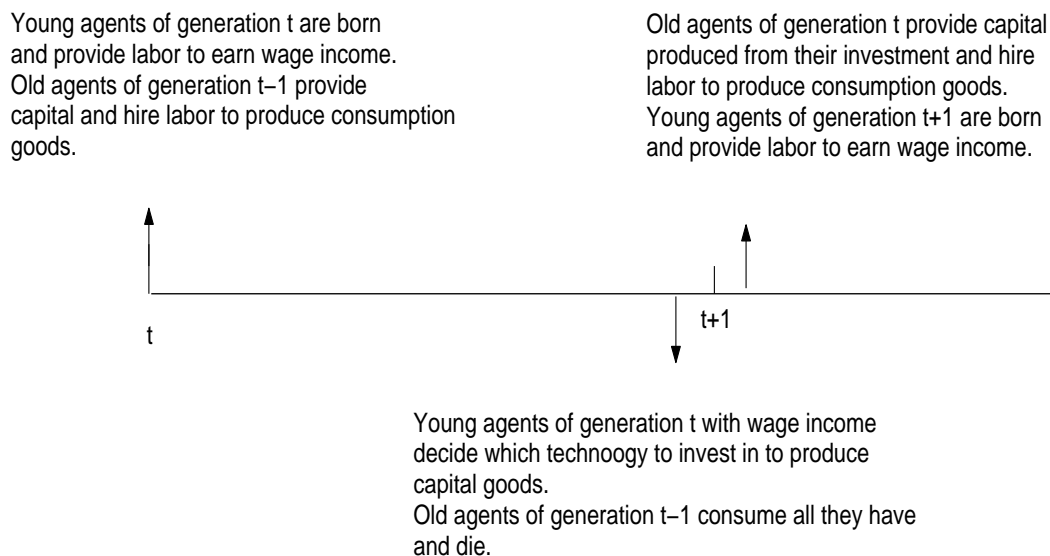 Young agents of generation t are born
and provide labor to earn wage income.
Old agents of generation t−1 provide
capital and hire labor to produce consumption
goods.
Old agents of generation t provide capital
produced from their investment and hire
labor to produce consumption goods.
Young agents of generation t+1 are born
and provide labor to earn wage income.
t
t+1
Young agents of generation t with wage income
decide which technoogy to invest in to produce
capital goods.
Old agents of generation t−1 consume all they have
and die.